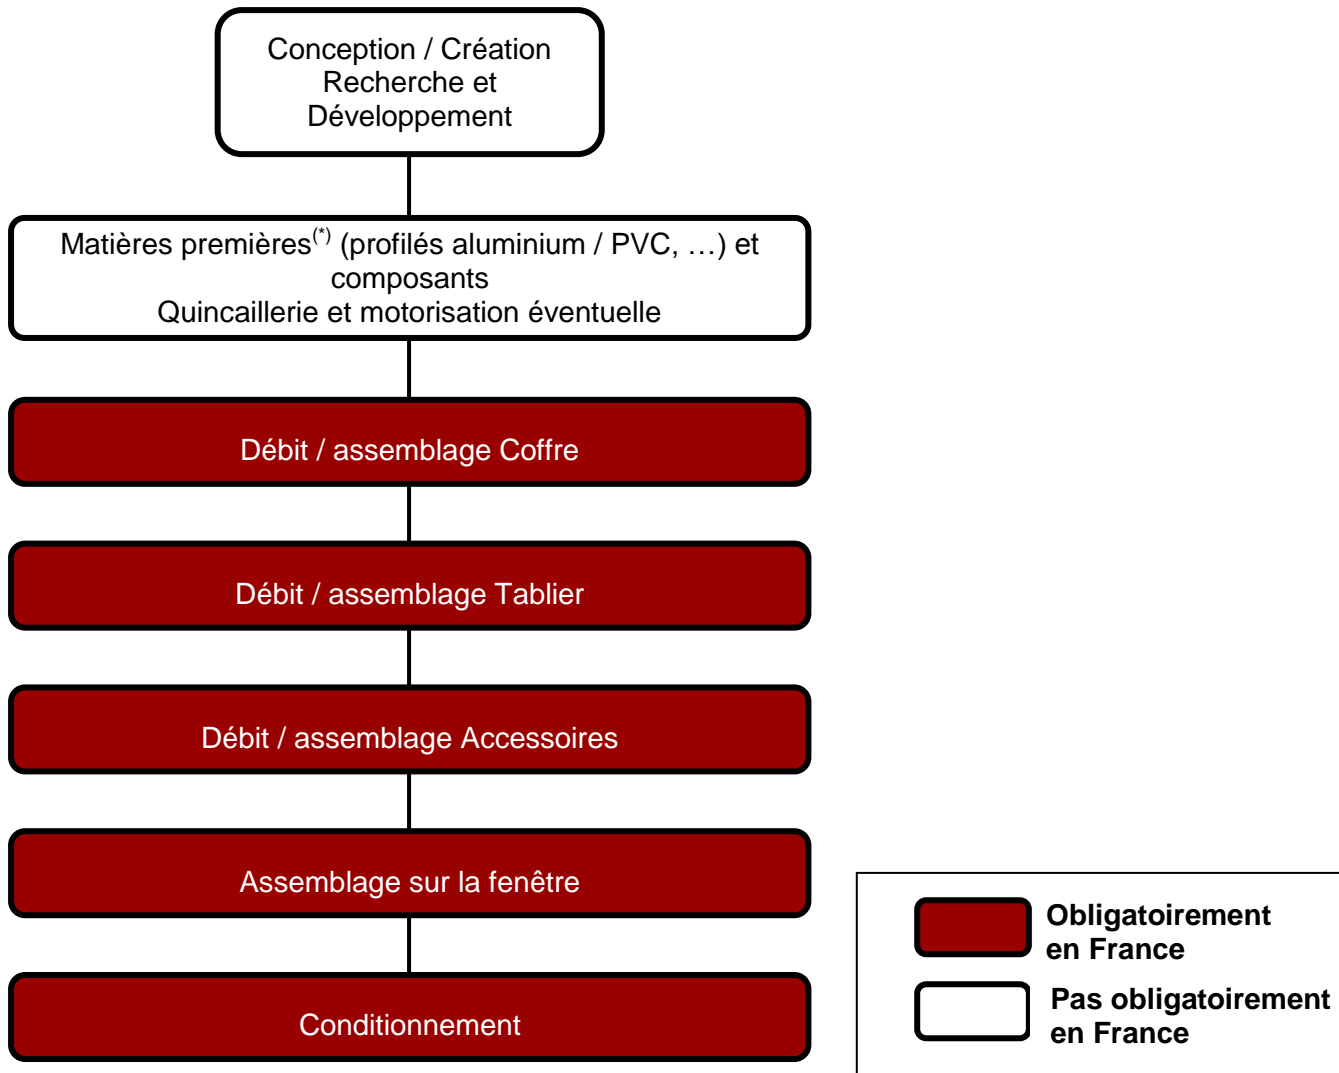 Conception / Création
Recherche et
Développement
Matières premières(*) (profilés aluminium / PVC, …) et
composants
Quincaillerie et motorisation éventuelle
Débit / assemblage Coffre
Débit / assemblage Tablier
Débit / assemblage Accessoires
Assemblage sur la fenêtre
Conditionnement
Obligatoirement
en France
Pas obligatoirement
en France